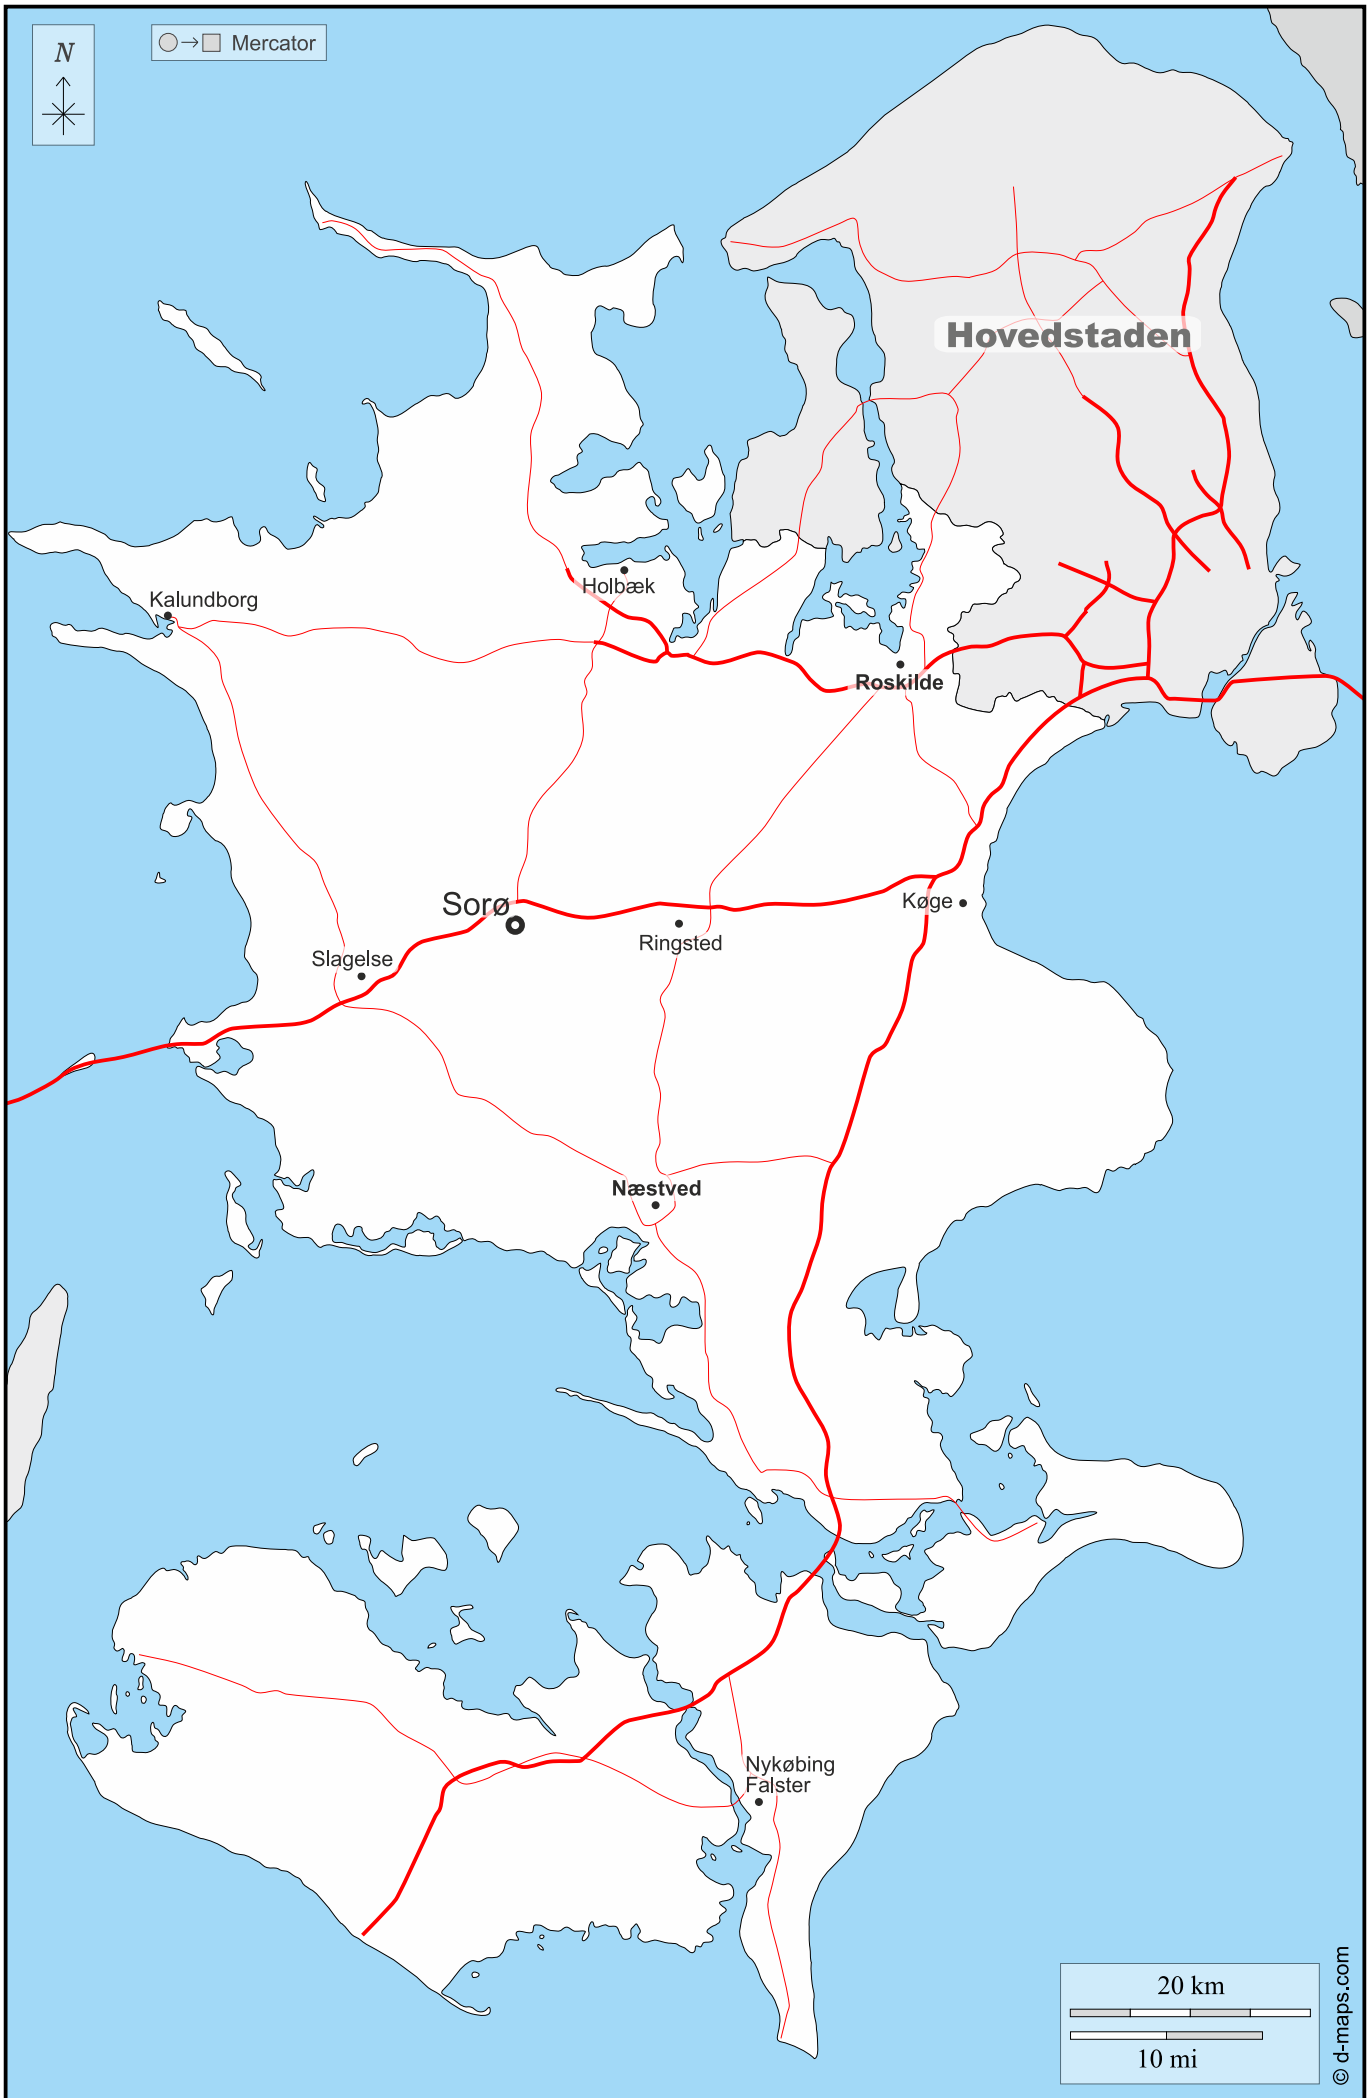 N
Mercator
Hovedstaden
Holbæk
Kalundborg
Roskilde
Sorø
Køge
Ringsted
Slagelse
Næstved
Nykøbing
Falster
20 km
10 mi
© d-maps.com